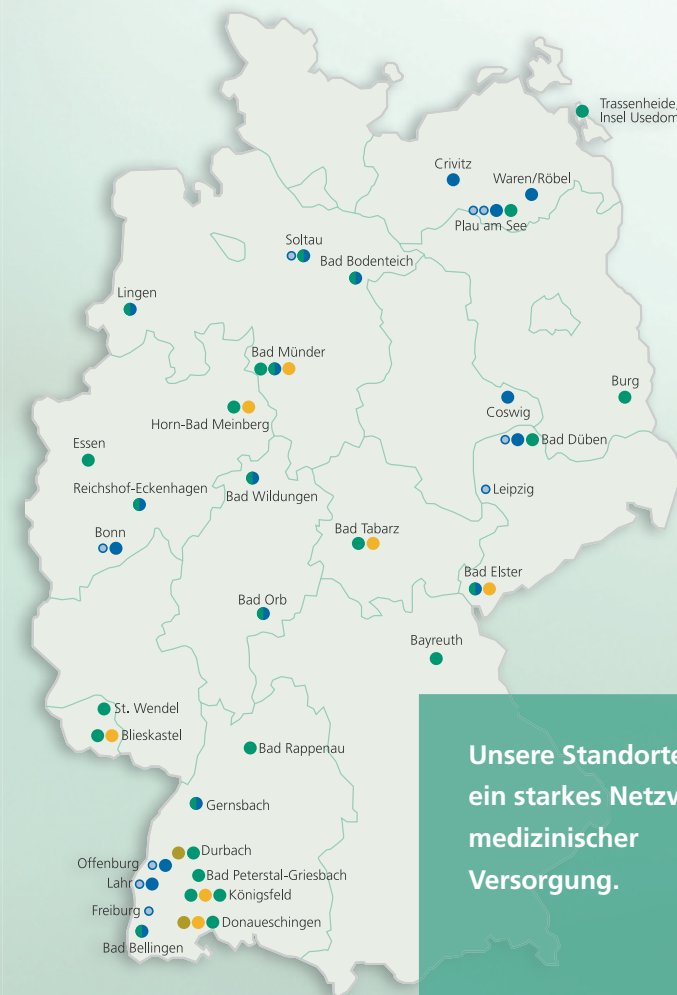 Trassenheide,
Insel Usedom
Crivitz
Waren/Röbel
Plau am See
Soltau
Bad Bodenteich
Lingen
Bad Münder
Burg
Coswig
Horn-Bad Meinberg
Bad Düben
Essen
Reichshof-Eckenhagen
Bad Wildungen
Leipzig
Bonn
Bad Tabarz
Bad Elster
Bad Orb
Bayreuth
St. Wendel
Blieskastel
Bad Rappenau
Unsere Standorte
ein starkes Netzv
medizinischer
Versorgung.
Gernsbach
Durbach
Offenburg
Bad Peterstal-Griesbach
Lahr
Königsfeld
Freiburg
Donaueschingen
Bad Bellingen